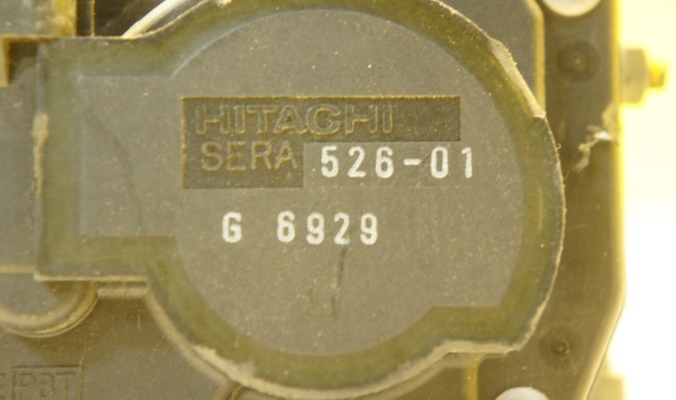 HITACHI
SERA 526-01
G 6929
PBT